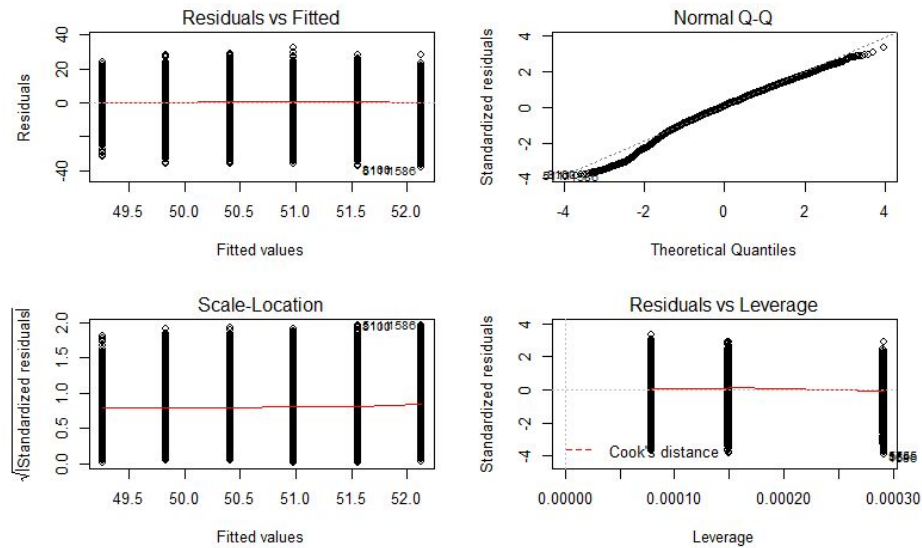 Residuals vs Fitted
Residuals
40
20
0
-40
49.5 50.0 50.5 51.0 51.5 52.0
Fitted values
Normal Q-Q
Standardized residuals
4
2
0
-2
-4
-4 -2 0 2 4
Theoretical Quantiles
Scale-Location
√|Standardized residuals|
2.0
1.5
1.0
0.5
0.0
49.5 50.0 50.5 51.0 51.5 52.0
Fitted values
Residuals vs Leverage
Standardized residuals
4
2
0
-2
-4
Cook's distance
0.00000 0.00010 0.00020 0.00030
Leverage